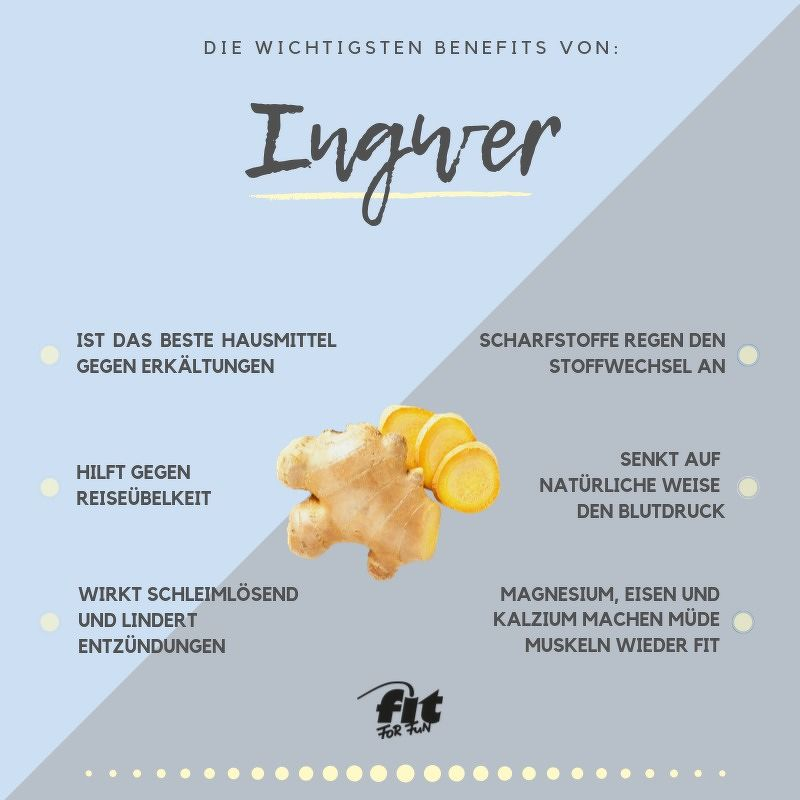 DIE WICHTIGSTEN BENEFITS VON:
Ingwer
IST DAS BESTE HAUSMITTEL
GEGEN ERKÄLTUNGEN
HILFT GEGEN
REISEÜBELKEIT
WIRKT SCHLEIMLÖSEND
UND LINDERT
ENTZÜNDUNGEN
SCHARFSTOFFE REGEN DEN
STOFFWECHSEL AN
SENKT AUF
NATÜRLICHE WEISE
DEN BLUTDRUCK
MAGNESIUM, EISEN UND
KALZIUM MACHEN MÜDE
MUSKELN WIEDER FIT
fit
FOR FUN